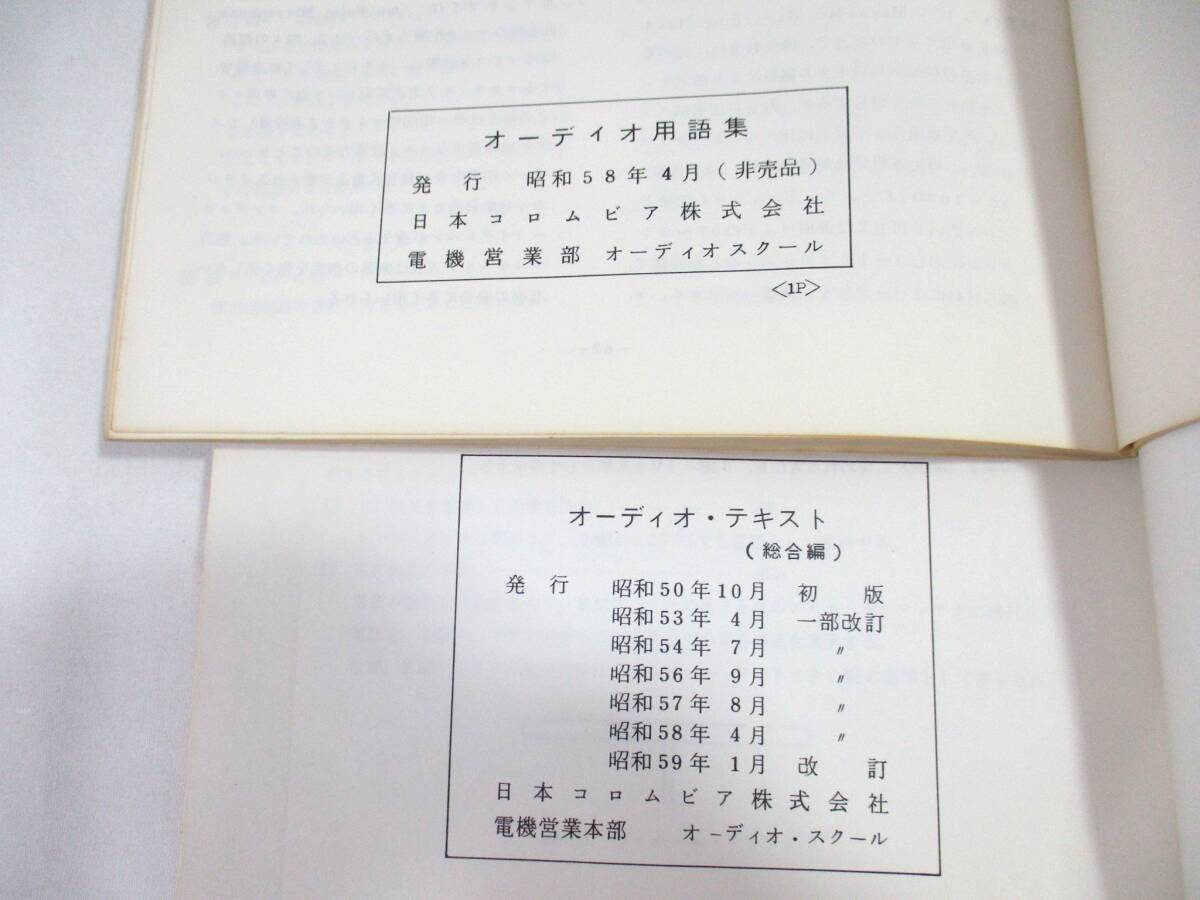 オーディオ用語集
発行 昭和58年4月(非売品)
日本コロムビア株式会社
電機営業部 オーディオスクール
<1P>
オーディオ・テキスト
(総合編)
発行 昭和50年10月 初版
昭和53年 4月 一部改訂
昭和54年 7月 〃
昭和56年 9月 〃
昭和57年 8月 〃
昭和58年 4月 〃
昭和59年 1月 改訂
日本コロムビア株式会社
電機営業本部 オーディオ・スクール